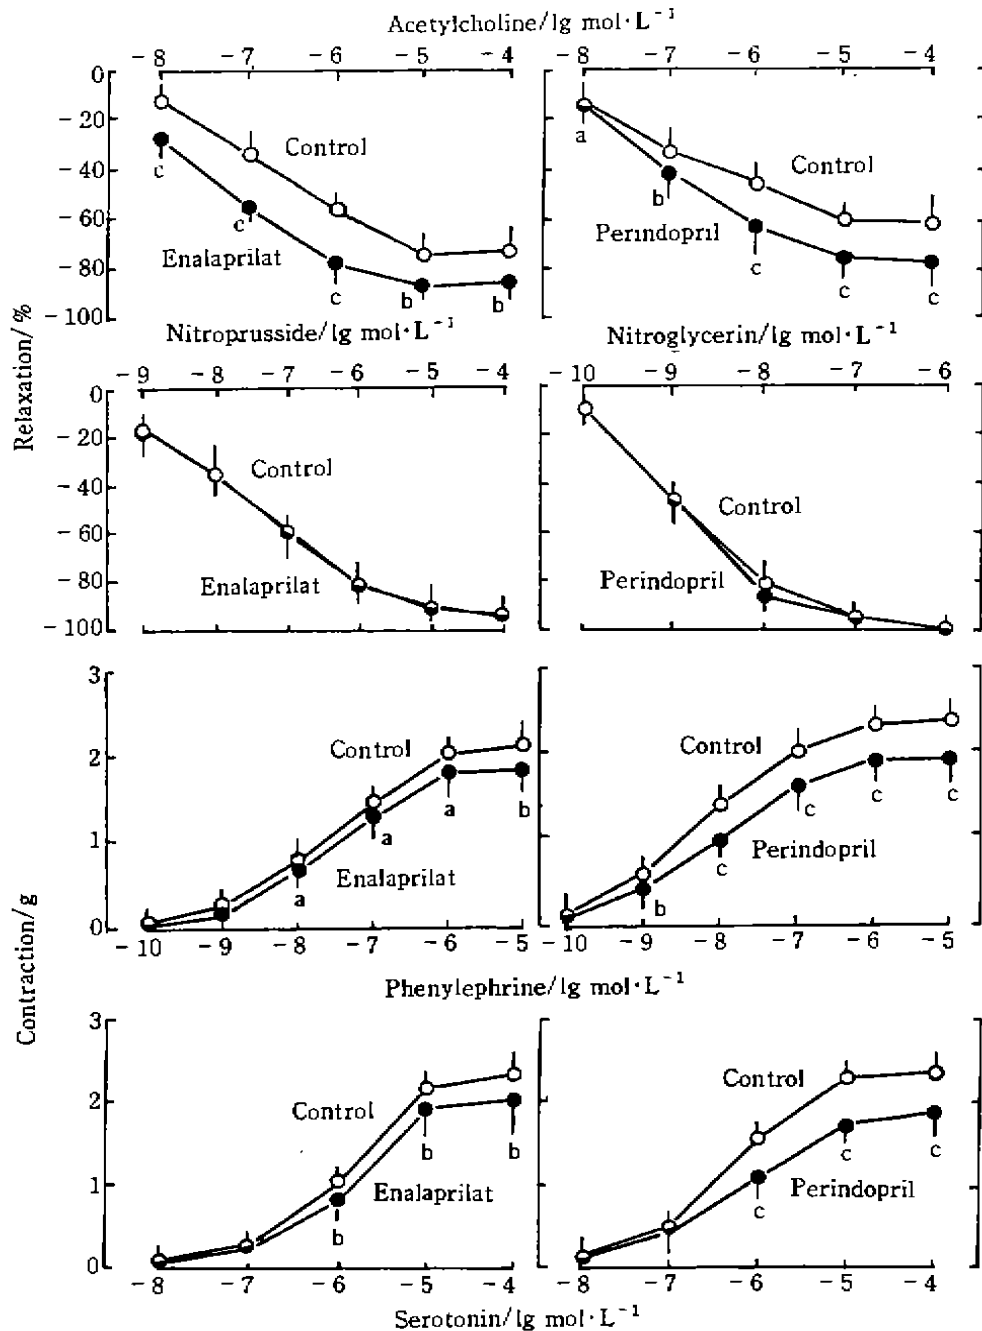 Acetylcholine/lg mol·L⁻¹
-8 -7 -6 -5 -4 -8 -7 -6 -5 -4
0
-20
-40
-60
-80
-100
Control
Enalaprilat
c c c b b
Control
Perindopril
a b c c c
Relaxation/%
Nitroprusside/lg mol·L⁻¹ Nitroglycerin/lg mol·L⁻¹
-9 -8 -7 -6 -5 -4 -10 -9 -8 -7 -6
0
-20
-40
-60
-80
-100
Control
Enalaprilat
Control
Perindopril
3
2
1
0
Control
Enalaprilat
a a a b
Control
Perindopril
b c c c c
-10 -9 -8 -7 -6 -5 -10 -9 -8 -7 -6 -5
Contraction/g
Phenylephrine/lg mol·L⁻¹
3
2
1
0
Control
Enalaprilat
b b b
Control
Perindopril
c c c
-8 -7 -6 -5 -4 -8 -7 -6 -5 -4
Serotonin/lg mol·L⁻¹